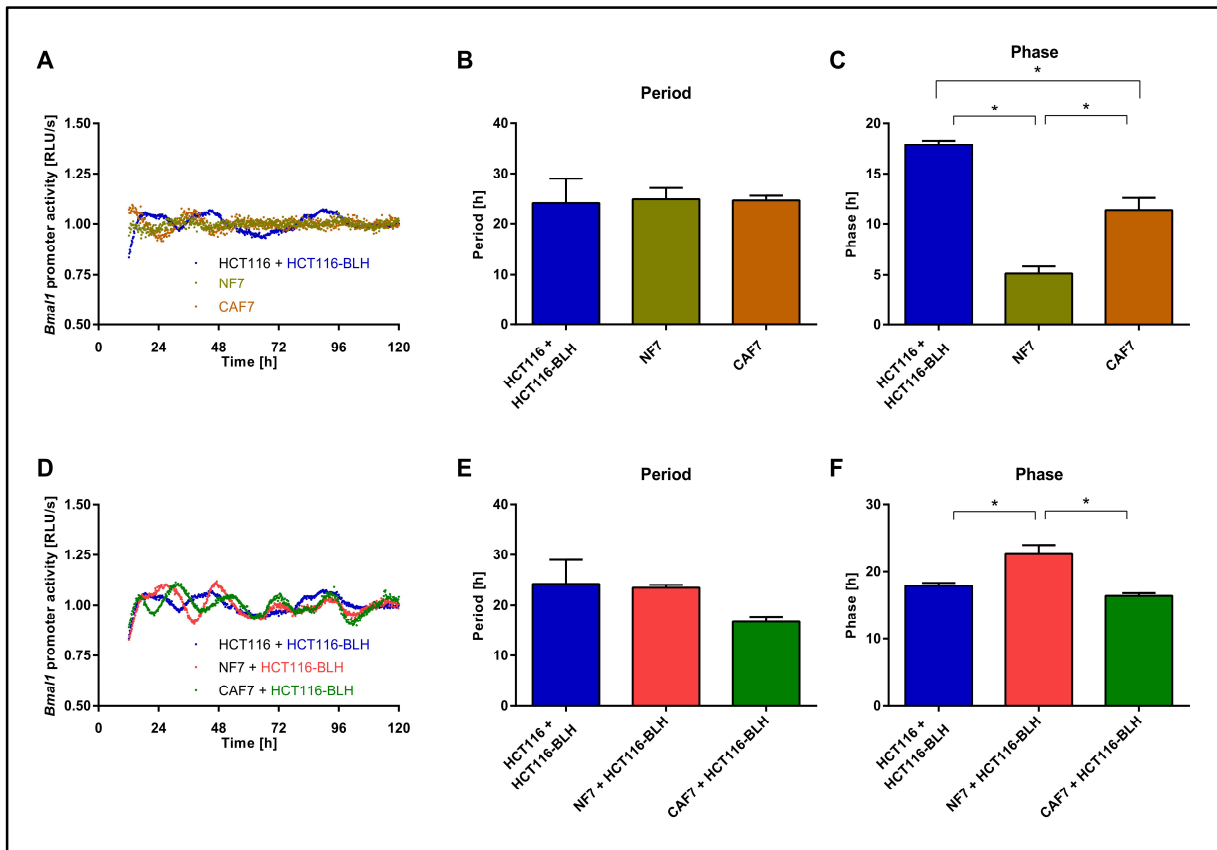 A
Bmal1 promoter activity [RLU/s]
1.50
1.25
1.00
0.75
0.50
HCT116 + HCT116-BLH
NF7
CAF7
0 24 48 72 96 120
Time [h]
B
Period
Period [h]
40
30
20
10
0
HCT116 +
HCT116-BLH
NF7
CAF7
C
Phase
* 
* *
Phase [h]
20
15
10
5
0
HCT116 +
HCT116-BLH
NF7
CAF7
D
Bmal1 promoter activity [RLU/s]
1.50
1.25
1.00
0.75
0.50
HCT116 + HCT116-BLH
NF7 + HCT116-BLH
CAF7 + HCT116-BLH
0 24 48 72 96 120
Time [h]
E
Period
Period [h]
40
30
20
10
0
HCT116 +
HCT116-BLH
NF7 + HCT116-BLH
CAF7 + HCT116-BLH
F
Phase
* *
Phase [h]
30
20
10
0
HCT116 +
HCT116-BLH
NF7 + HCT116-BLH
CAF7 + HCT116-BLH